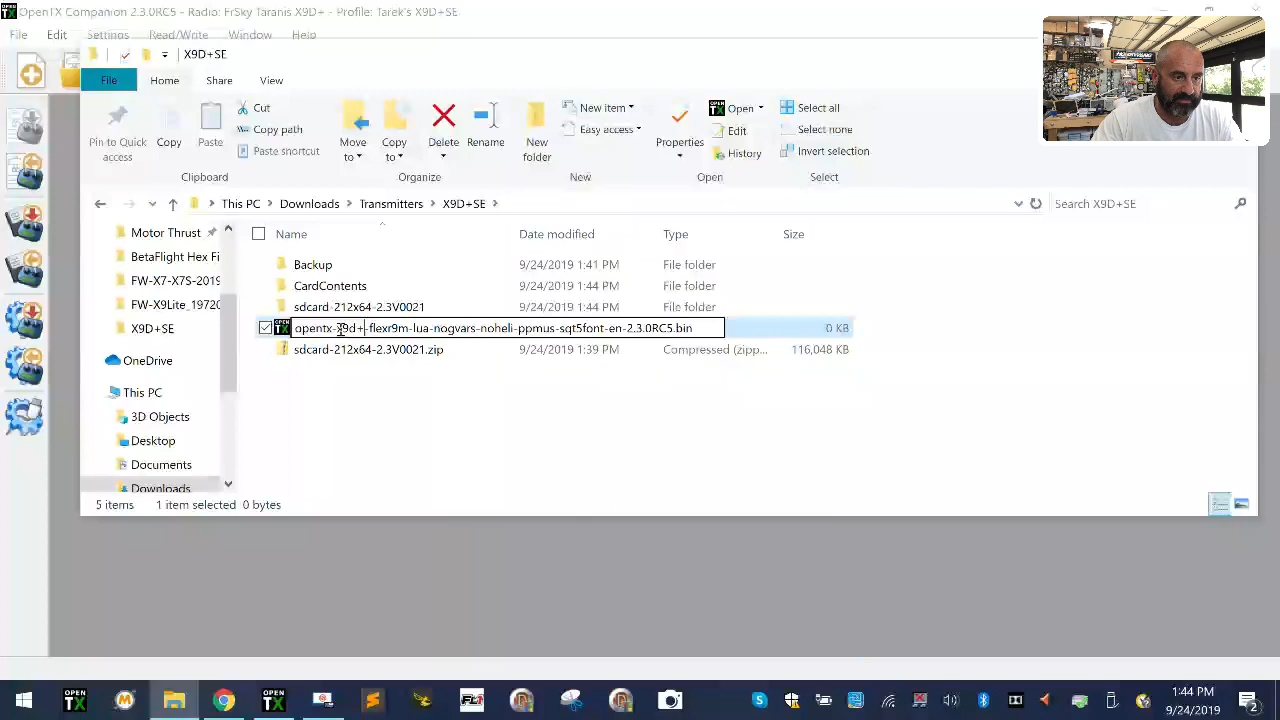 OpenTX Companion 2.3.0RC5 - Radio: FrSky Taranis X9D+ - Profile: Tarek's X9D+SE
File Edit Settings Read/Write Window Help
X9D+SE
File Home Share View
Pin to Quick access
Copy
Paste
Cut
Copy path
Paste shortcut
Clipboard
Move to
Copy to
Delete
Rename
Organize
New folder
New item
Easy access
New
Properties
Open
Edit
History
Open
Select all
Select none
Invert selection
Select
This PC > Downloads > Transmitters > X9D+SE >
Search X9D+SE
Name Date modified Type Size
Motor Thrust
BetaFlight Hex Fi
FW-X7-X7S-2019
FW-X9Lite_19720
X9D+SE
OneDrive
This PC
3D Objects
Desktop
Documents
Downloads
Backup 9/24/2019 1:41 PM File folder
CardContents 9/24/2019 1:44 PM File folder
sdcard-212x64-2.3V0021 9/24/2019 1:44 PM File folder
opentx-x9d+-flexr9m-lua-nogvars-noheli-ppmus-sqt5font-en-2.3.0RC5.bin 0 KB
sdcard-212x64-2.3V0021.zip 9/24/2019 1:39 PM Compressed (zipp... 116,048 KB
5 items 1 item selected 0 bytes
1:44 PM
9/24/2019
2